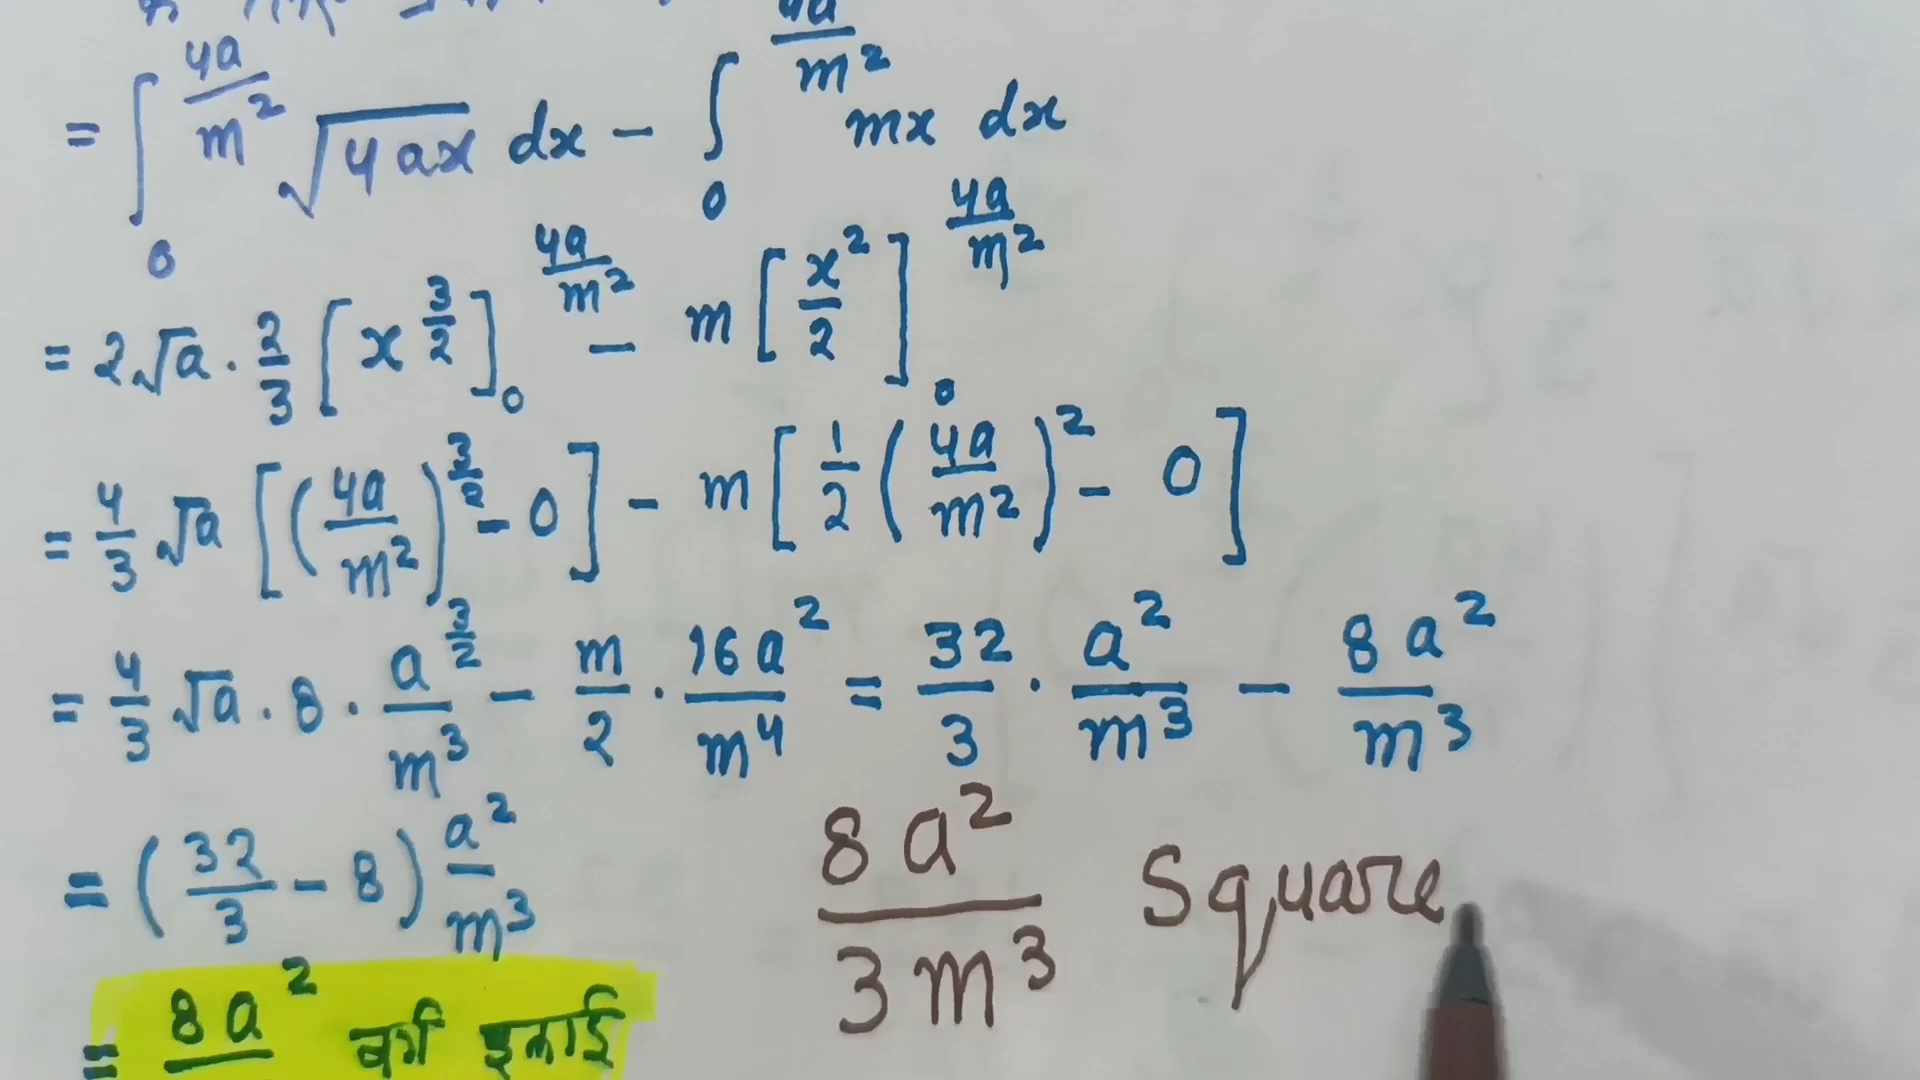 = ∫₀^(4a/m²) √(4ax) dx − ∫₀^(4a/m²) mx dx
= 2√a · 2/3 [x^(3/2)]₀^(4a/m²) − m [x²/2]₀^(4a/m²)
= 4/3 √a [(4a/m²)^(3/2) − 0] − m [1/2 (4a/m²)² − 0]
= 4/3 √a · 8 · a^(3/2)/m³ − m/2 · 16a²/m⁴ = 32/3 · a²/m³ − 8a²/m³
= (32/3 − 8) a²/m³
8a²/3m³ Square
= 8a² वर्ग इकाई